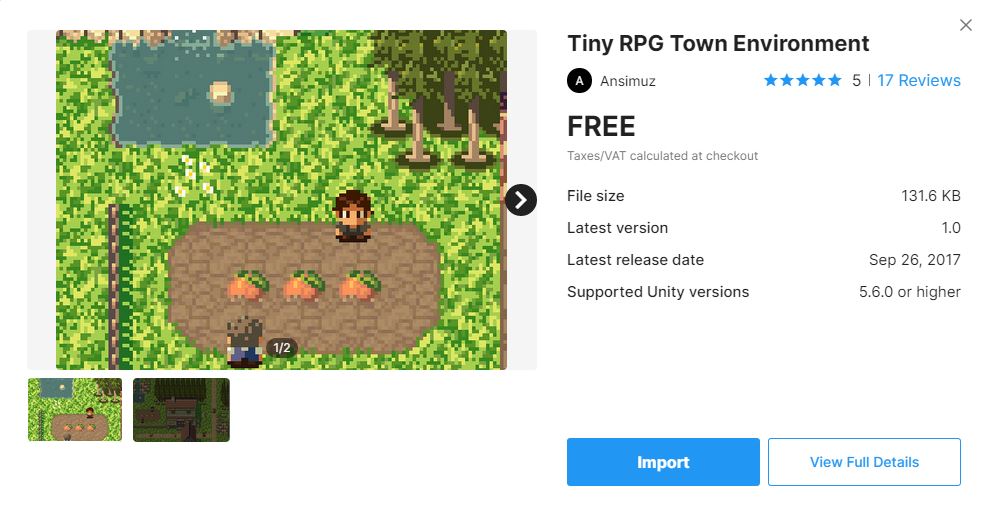 Tiny RPG Town Environment
A Ansimuz 5 | 17 Reviews
FREE
Taxes/VAT calculated at checkout
File size 131.6 KB
Latest version 1.0
Latest release date Sep 26, 2017
Supported Unity versions 5.6.0 or higher
1/2
Import View Full Details